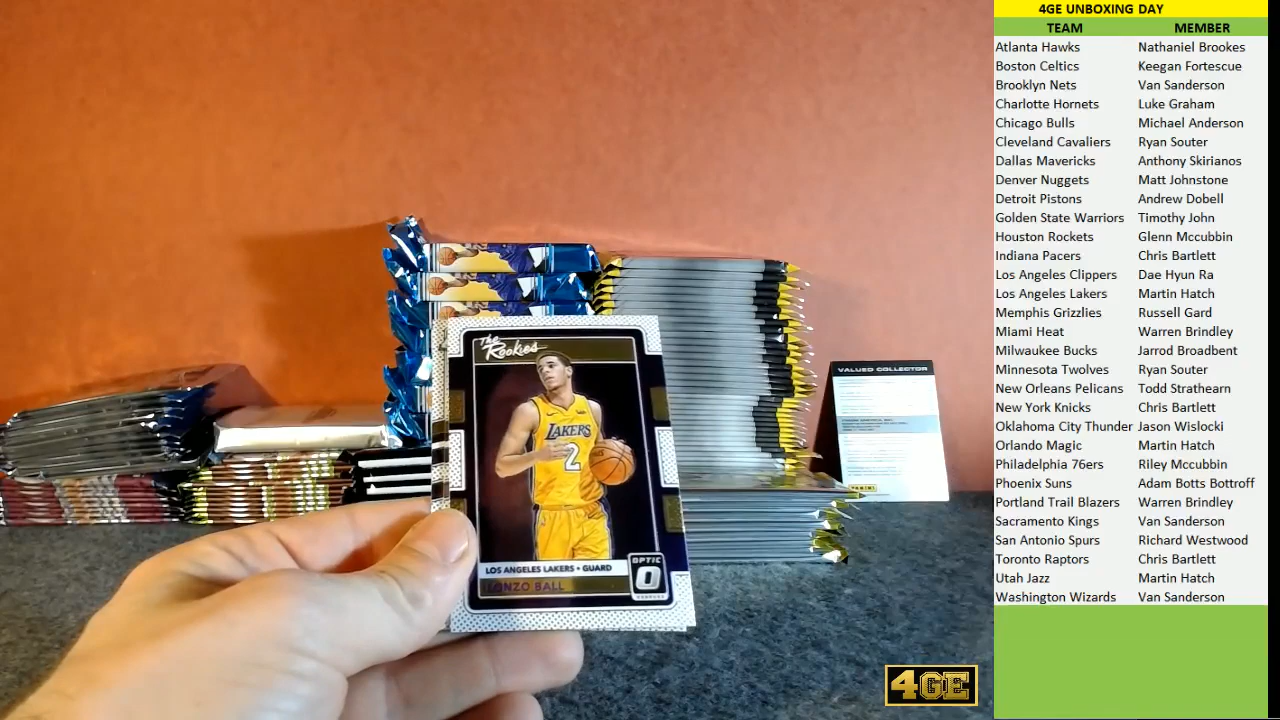 The
Rookies
LAKERS
2
LOS ANGELES LAKERS • GUARD
LONZO BALL
OPTIC
VALUED COLLECTOR
PANINI
4GE
4GE UNBOXING DAY
TEAM MEMBER
Atlanta Hawks Nathaniel Brookes
Boston Celtics Keegan Fortescue
Brooklyn Nets Van Sanderson
Charlotte Hornets Luke Graham
Chicago Bulls Michael Anderson
Cleveland Cavaliers Ryan Souter
Dallas Mavericks Anthony Skirianos
Denver Nuggets Matt Johnstone
Detroit Pistons Andrew Dobell
Golden State Warriors Timothy John
Houston Rockets Glenn Mccubbin
Indiana Pacers Chris Bartlett
Los Angeles Clippers Dae Hyun Ra
Los Angeles Lakers Martin Hatch
Memphis Grizzlies Russell Gard
Miami Heat Warren Brindley
Milwaukee Bucks Jarrod Broadbent
Minnesota Twolves Ryan Souter
New Orleans Pelicans Todd Strathearn
New York Knicks Chris Bartlett
Oklahoma City Thunder Jason Wislocki
Orlando Magic Martin Hatch
Philadelphia 76ers Riley Mccubbin
Phoenix Suns Adam Botts Bottroff
Portland Trail Blazers Warren Brindley
Sacramento Kings Van Sanderson
San Antonio Spurs Richard Westwood
Toronto Raptors Chris Bartlett
Utah Jazz Martin Hatch
Washington Wizards Van Sanderson